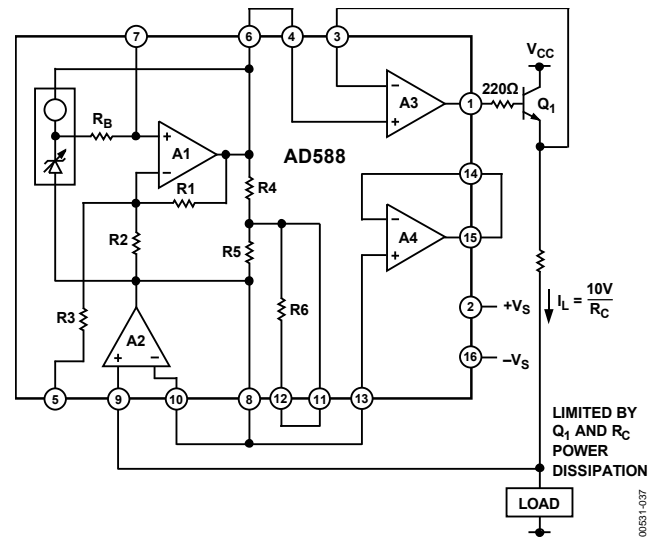 7
6
4
3
V_CC
220Ω
Q_1
1
A3
–
+
R_B
A1
+
–
AD588
R1
R4
R2
R5
R3
R6
A2
+
–
14
–
+
A4
15
2
+V_S
16
–V_S
I_L = 10V/R_C
5
9
10
8
12
11
13
LIMITED BY
Q_1 AND R_C
POWER
DISSIPATION
LOAD
00531-037